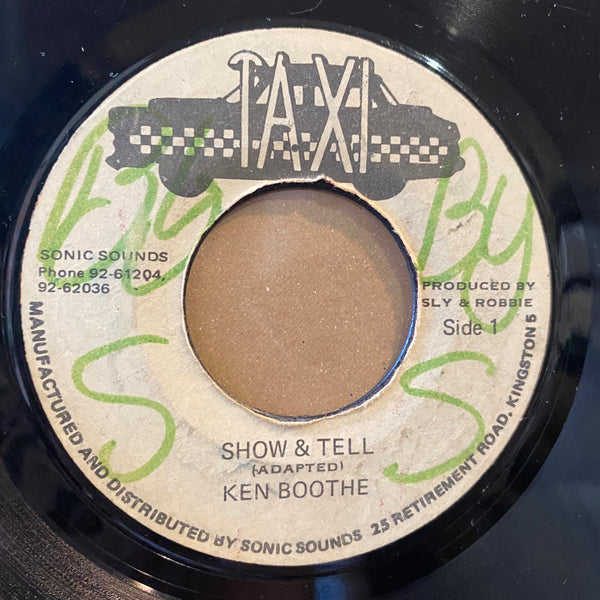 TAXI
By
By
SONIC SOUNDS
Phone 92-61204,
92-62036
PRODUCED BY
SLY & ROBBIE
Side 1
S
S
SHOW & TELL
(ADAPTED)
KEN BOOTHE
MANUFACTURED AND DISTRIBUTED BY SONIC SOUNDS 25 RETIREMENT ROAD, KINGSTON 5